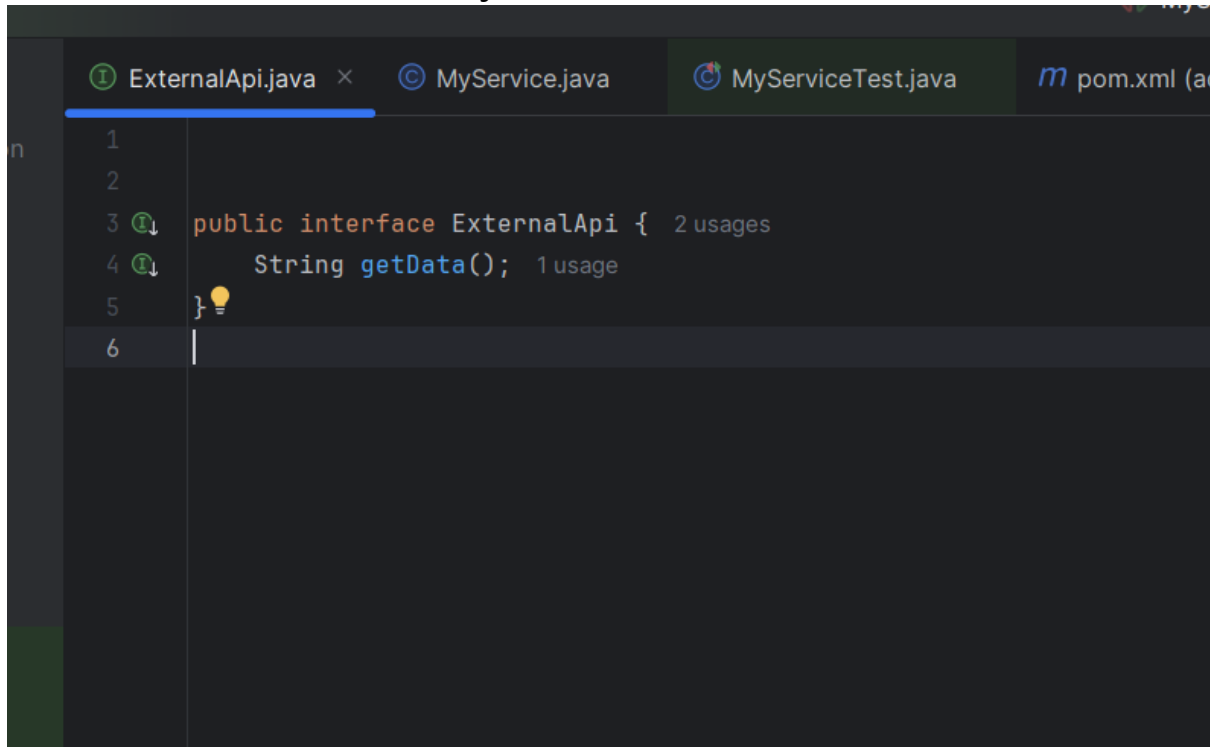 ExternalApi.java × MyService.java MyServiceTest.java m pom.xml (a
n
1
2
3 public interface ExternalApi { 2 usages
4 String getData(); 1 usage
5 }
6